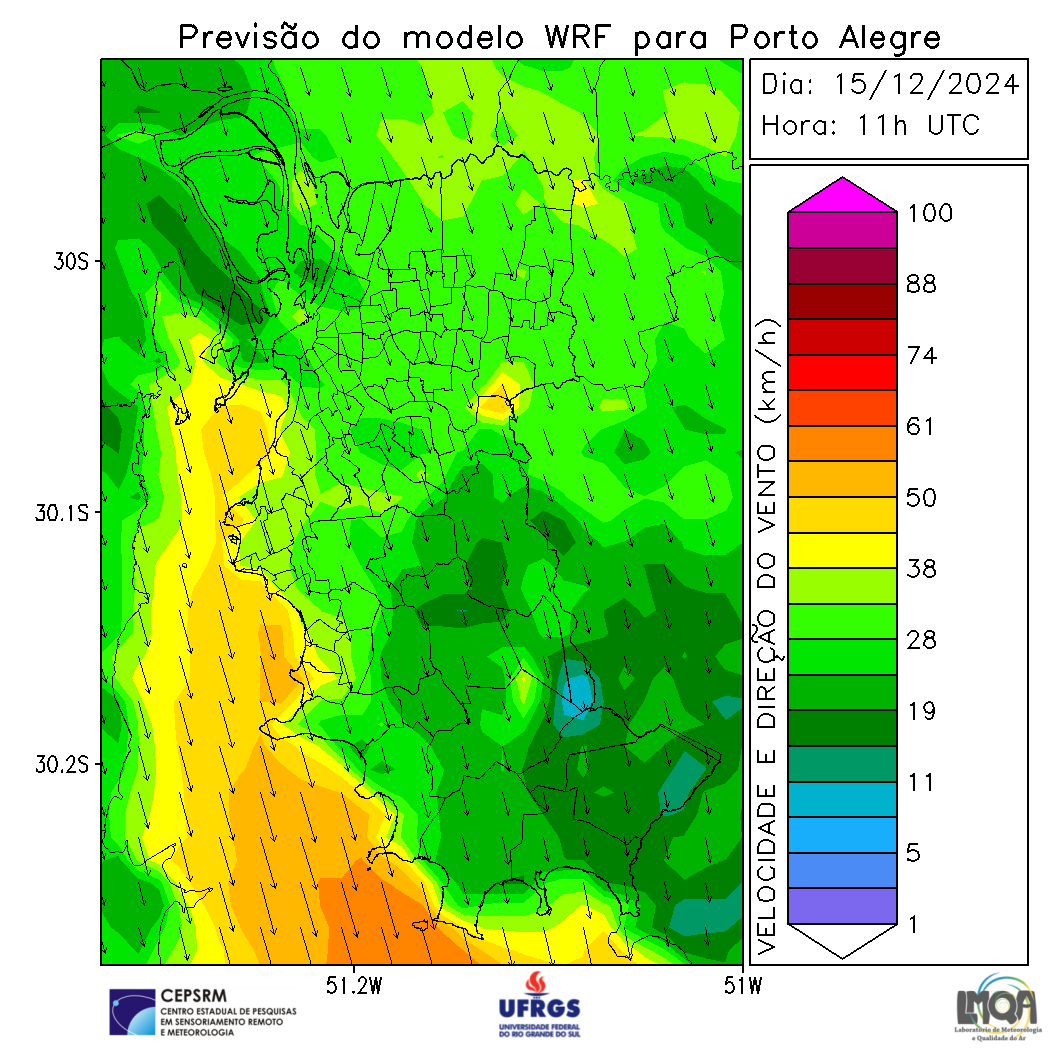 Previsão do modelo WRF para Porto Alegre
Dia: 15/12/2024
Hora: 11h UTC
30S
30.1S
30.2S
51.2W
51W
VELOCIDADE E DIREÇÃO DO VENTO (km/h)
100
88
74
61
50
38
28
19
11
5
1
CEPSRM
CENTRO ESTADUAL DE PESQUISAS
EM SENSORIAMENTO REMOTO
E METEOROLOGIA
UFRGS
UNIVERSIDADE FEDERAL
DO RIO GRANDE DO SUL
LMQA
Laboratório de Meteorologia
e Qualidade do Ar